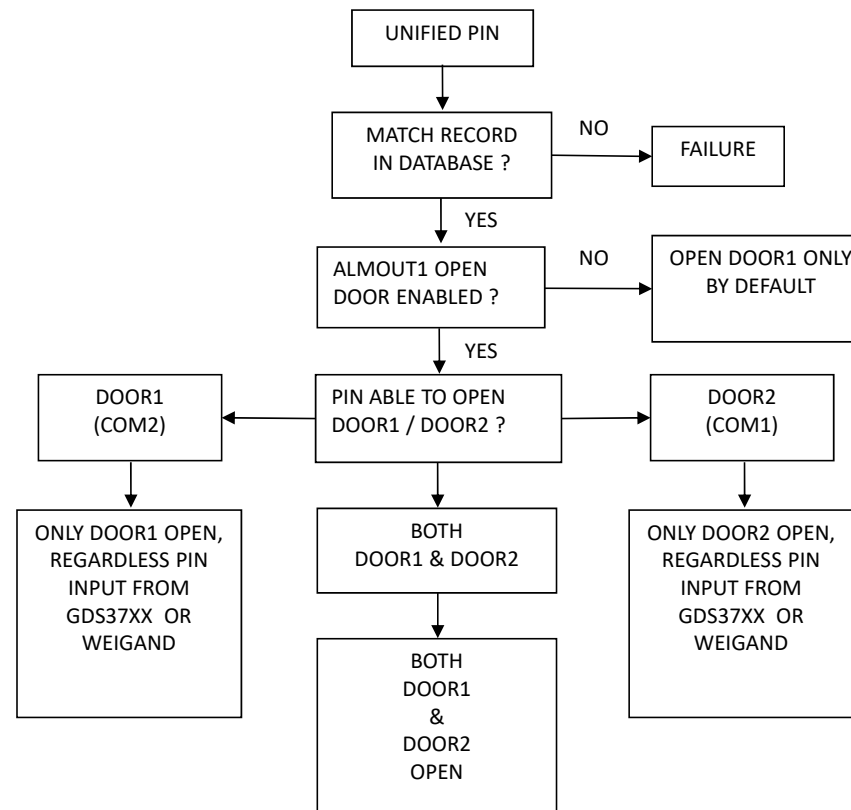 UNIFIED PIN
MATCH RECORD
IN DATABASE ?
NO
FAILURE
YES
ALMOUT1 OPEN
DOOR ENABLED ?
NO
OPEN DOOR1 ONLY
BY DEFAULT
YES
DOOR1
(COM2)
PIN ABLE TO OPEN
DOOR1 / DOOR2 ?
DOOR2
(COM1)
ONLY DOOR1 OPEN,
REGARDLESS PIN
INPUT FROM
GDS37XX OR
WEIGAND
BOTH
DOOR1 & DOOR2
ONLY DOOR2 OPEN,
REGARDLESS PIN
INPUT FROM
GDS37XX OR
WEIGAND
BOTH
DOOR1
&
DOOR2
OPEN